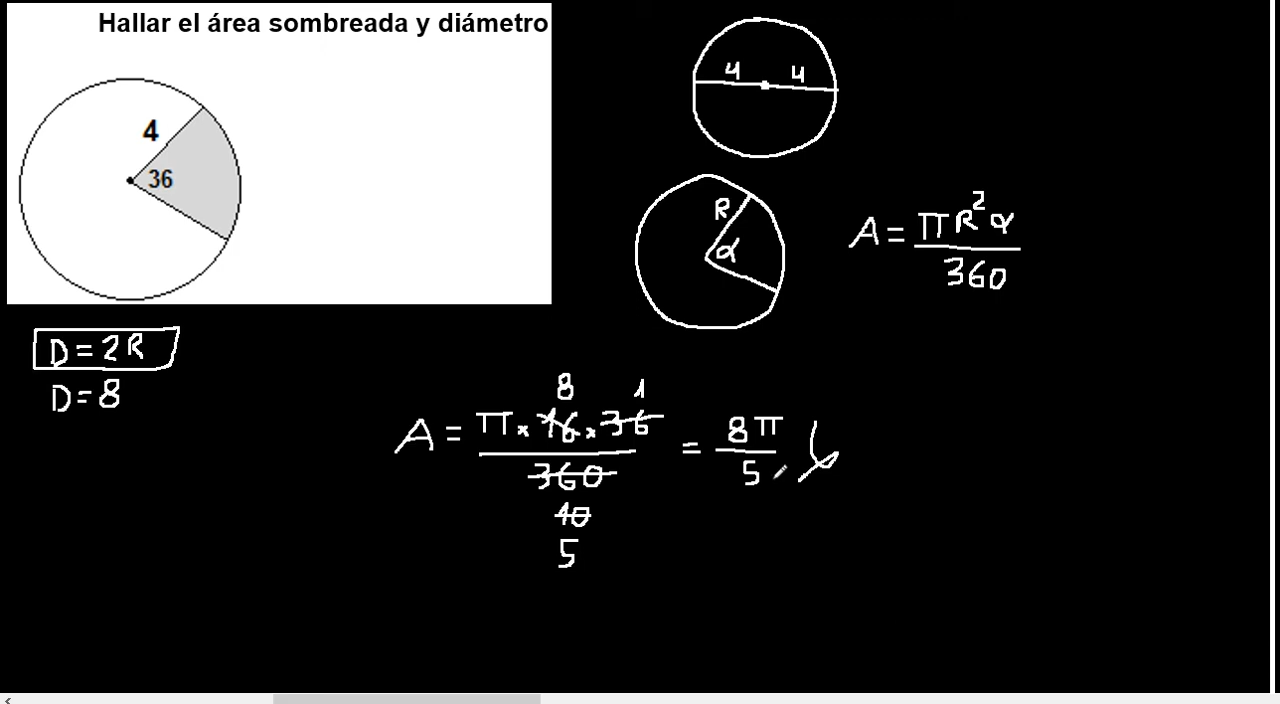 Hallar el área sombreada y diámetro
4
36
4 4
R
α
A = πR²α
360
D = 2R
D = 8
8 1
A = π × 16 × 36 = 8π
360 5
10
5